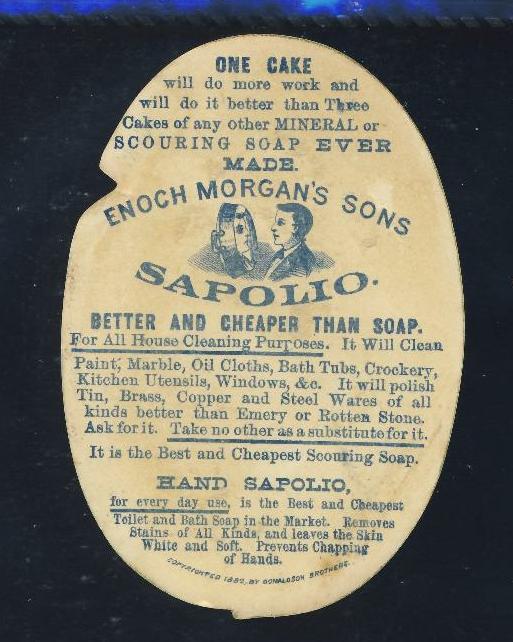 ONE CAKE
will do more work and
will do it better than Three
Cakes of any other MINERAL or
SCOURING SOAP EVER
MADE.
ENOCH MORGAN'S SONS
SAPOLIO.
BETTER AND CHEAPER THAN SOAP.
For All House Cleaning Purposes. It Will Clean
Paint, Marble, Oil Cloths, Bath Tubs, Crockery,
Kitchen Utensils, Windows, &c. It will polish
Tin, Brass, Copper and Steel Wares of all
kinds better than Emery or Rotten Stone.
Ask for it. Take no other as a substitute for it.
It is the Best and Cheapest Scouring Soap.
HAND SAPOLIO,
for every day use, is the Best and Cheapest
Toilet and Bath Soap in the Market. Removes
Stains of All Kinds, and leaves the Skin
White and Soft. Prevents Chapping
of Hands.
COPYRIGHTED 1882, BY DONALDSON BROTHERS.